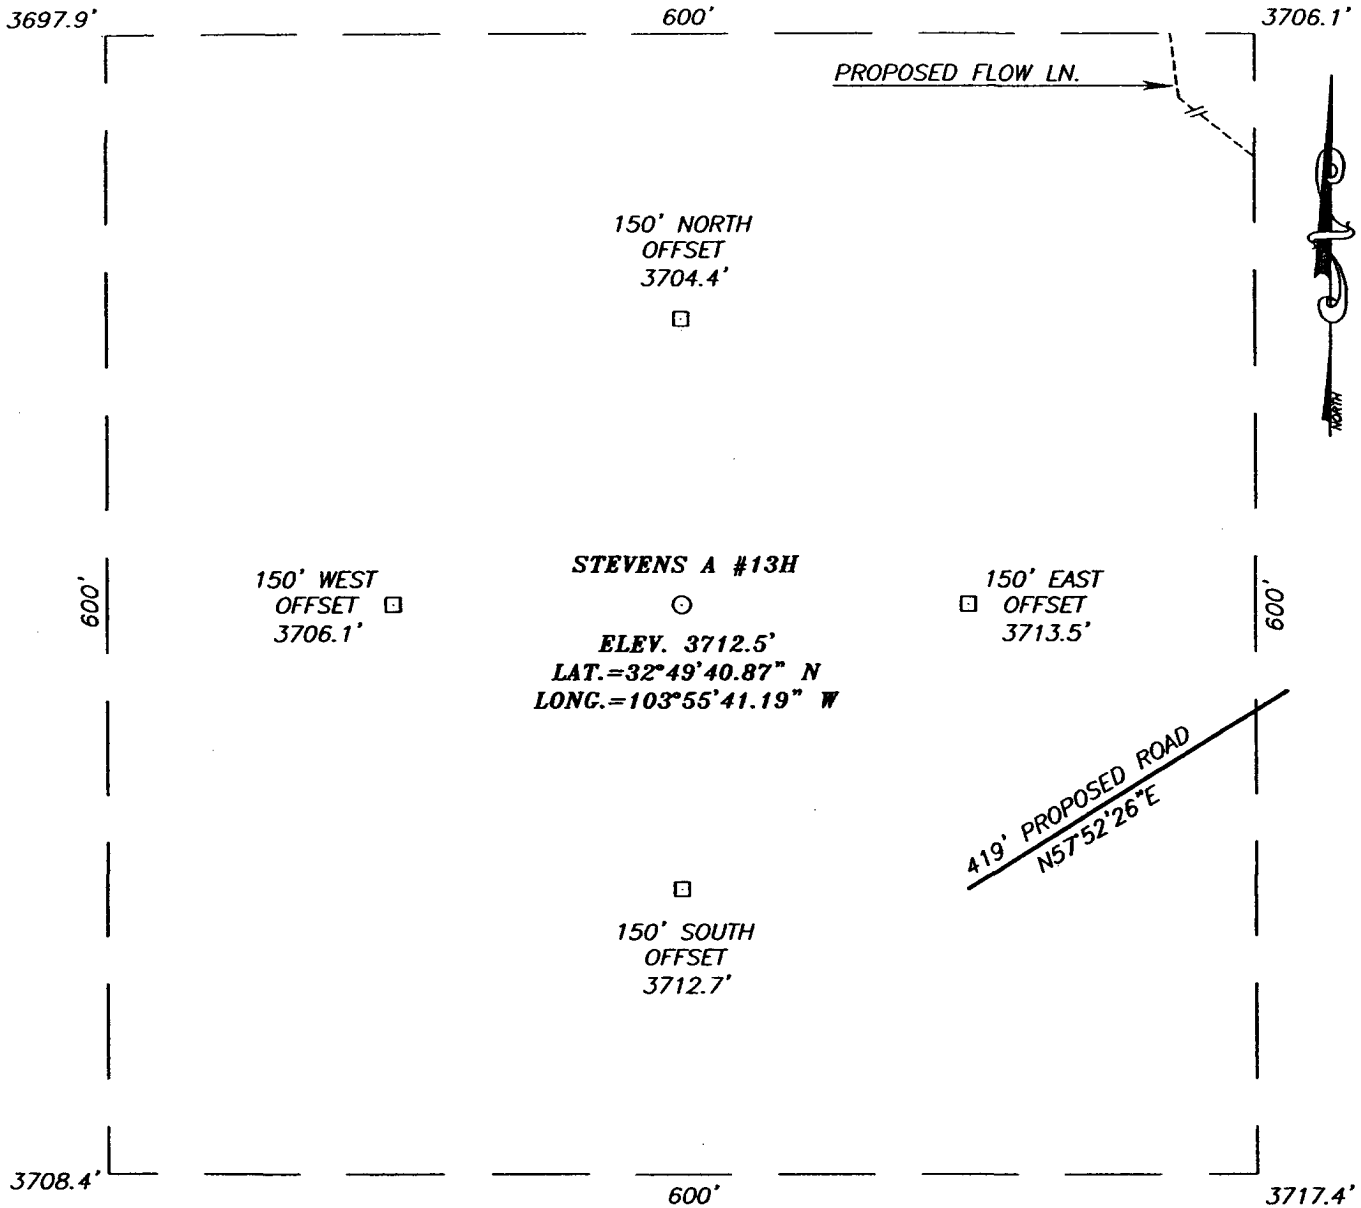 3697.9'
600'
3706.1'
PROPOSED FLOW LN.
150' NORTH
OFFSET
3704.4'
NORTH
STEVENS A #13H
150' WEST
OFFSET
3706.1'
150' EAST
OFFSET
3713.5'
600'
600'
ELEV. 3712.5'
LAT.=32°49'40.87" N
LONG.=103°55'41.19" W
419' PROPOSED ROAD
N57°52'26"E
150' SOUTH
OFFSET
3712.7'
3708.4'
600'
3717.4'